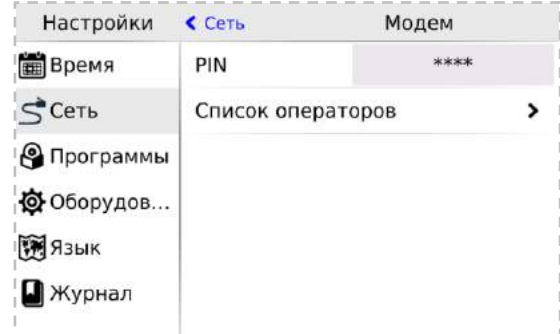 Настройки
Сеть
Модем
Время
PIN
****
Сеть
Список операторов
Программы
Оборудов...
Язык
Журнал